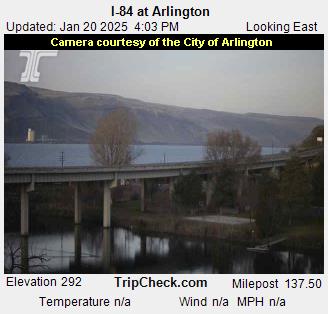 I-84 at Arlington
Updated: Jan 20 2025 4:03 PM Looking East
Camera courtesy of the City of Arlington
Elevation 292 TripCheck.com Milepost 137.50
Temperature n/a Wind n/a MPH n/a